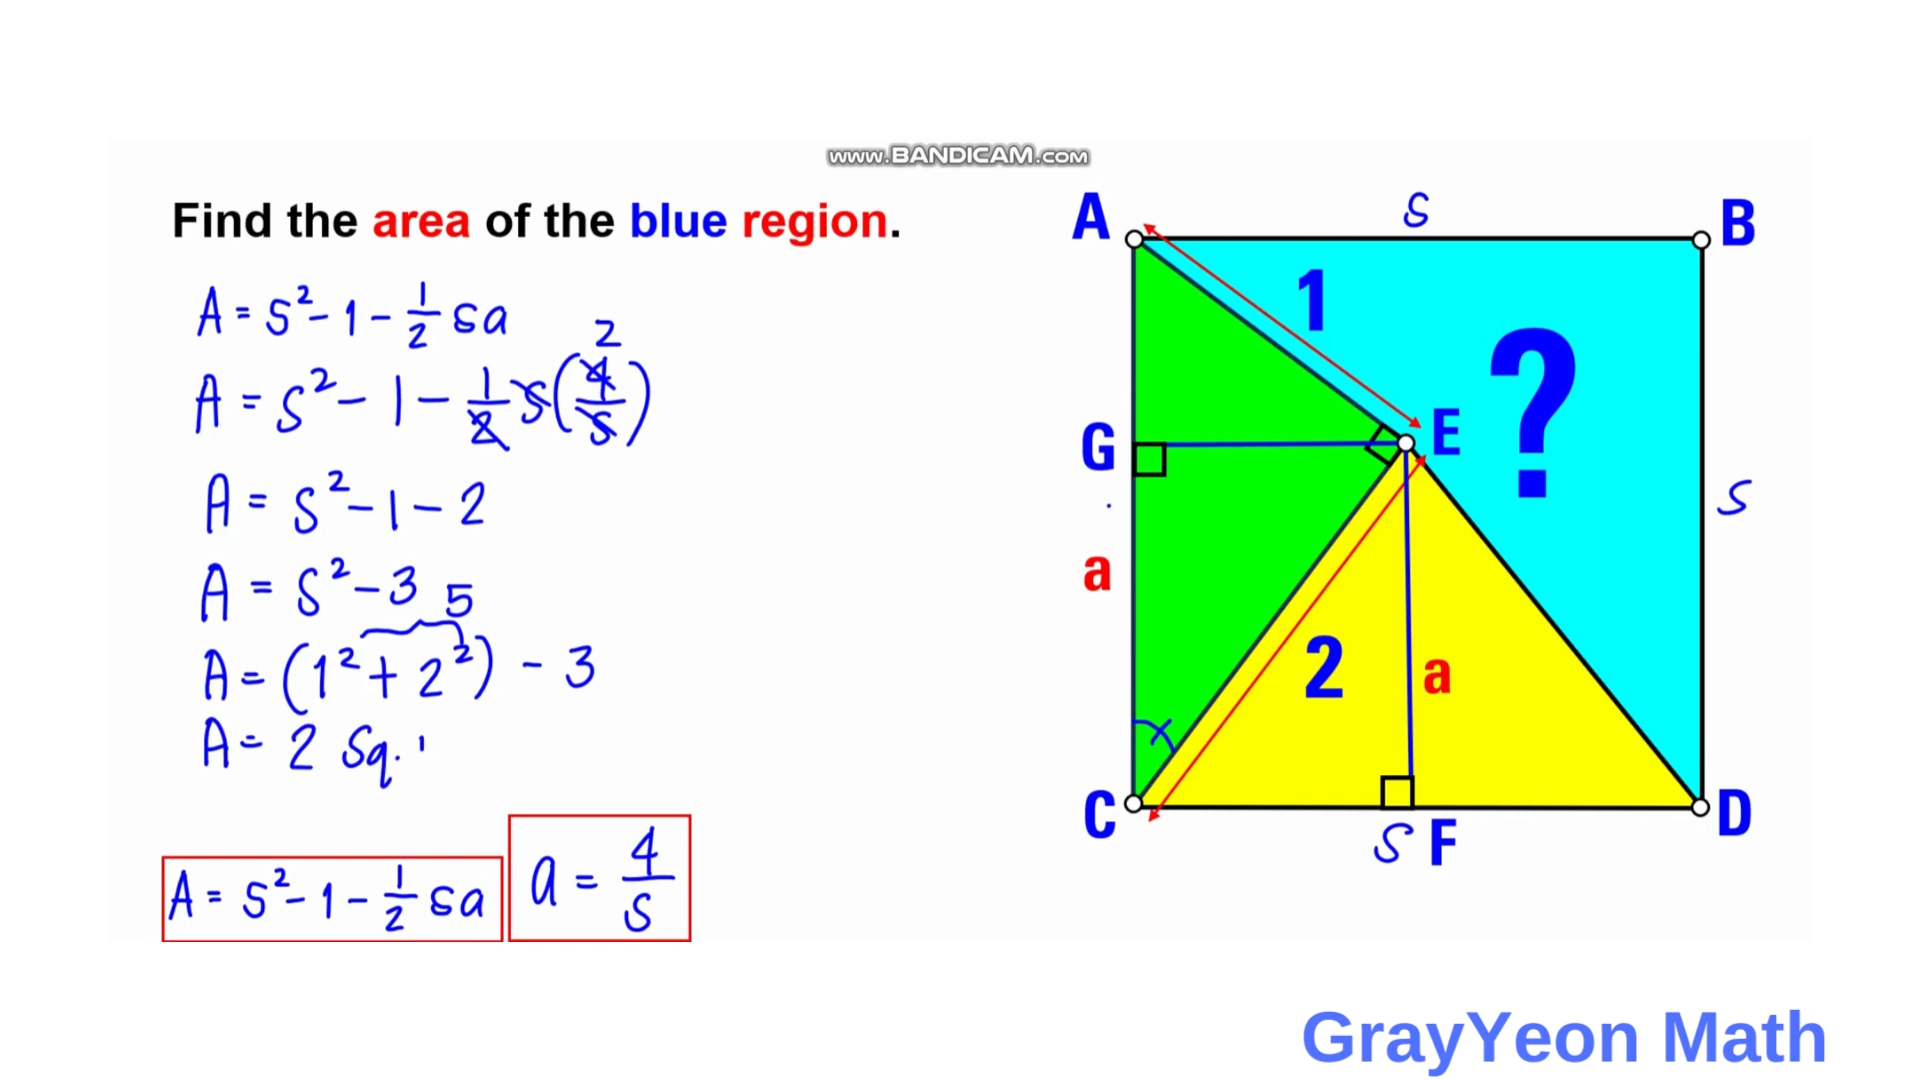 www.BANDICAM.com
Find the area of the blue region.
A = s² - 1 - 1/2 sa
A = s² - 1 - 1/2 s(4/s)
2
A = s² - 1 - 2
A = s² - 3
5
A = (1² + 2²) - 3
A = 2 sq.
A = s² - 1 - 1/2 sa
a = 4/s
A
s
B
1
?
G
E
s
a
2
a
x
C
s
F
D
GrayYeon Math